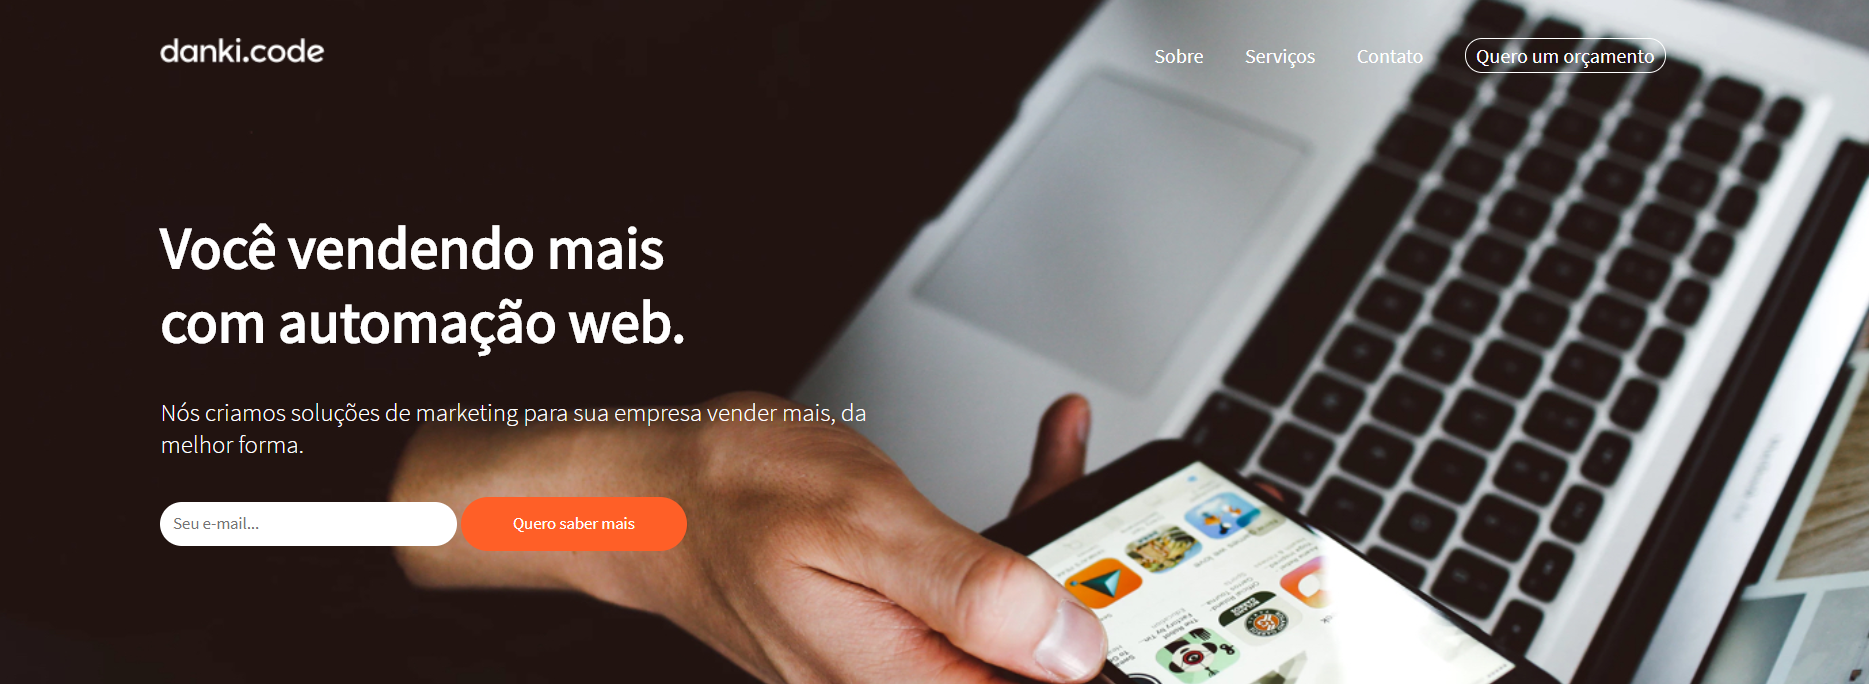 danki.code
Sobre
Serviços
Contato
Quero um orçamento
Você vendendo mais
com automação web.
Nós criamos soluções de marketing para sua empresa vender mais, da
melhor forma.
Seu e-mail...
Quero saber mais